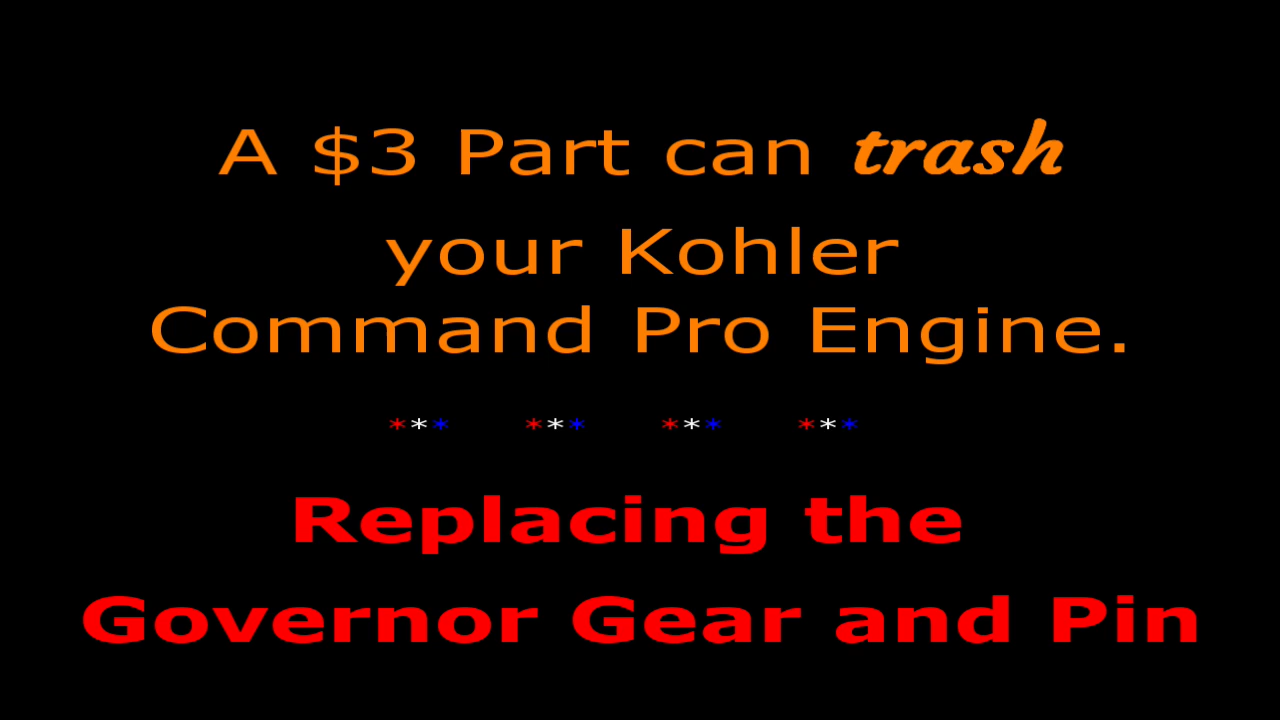 A $3 Part can trash
your Kohler
Command Pro Engine.
*** *** *** ***
Replacing the
Governor Gear and Pin